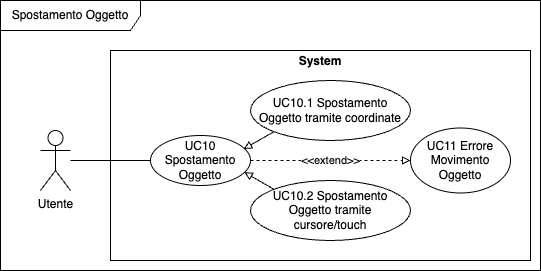 Spostamento Oggetto
System
UC10.1 Spostamento
Oggetto tramite coordinate
UC10
Spostamento
Oggetto
<<extend>>
UC11 Errore
Movimento
Oggetto
Utente
UC10.2 Spostamento
Oggetto tramite
cursore/touch